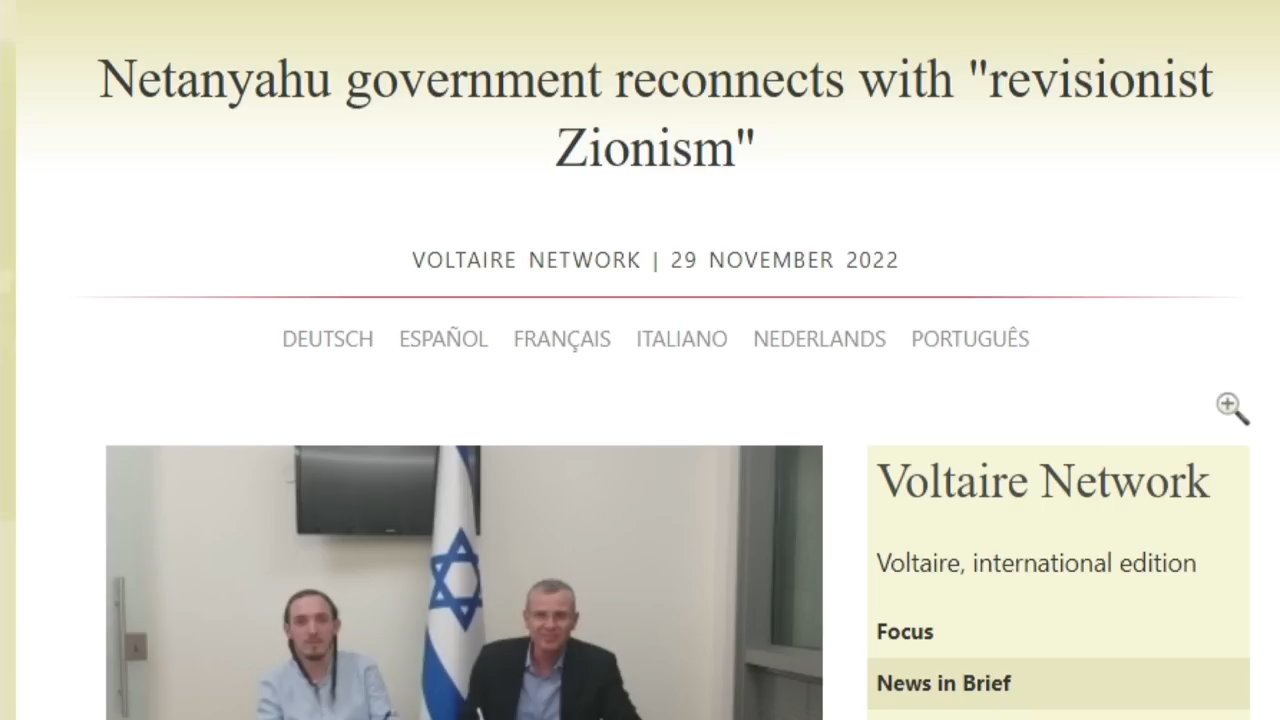 Netanyahu government reconnects with "revisionist
Zionism"
VOLTAIRE NETWORK | 29 NOVEMBER 2022
DEUTSCH ESPAÑOL FRANÇAIS ITALIANO NEDERLANDS PORTUGUÊS
Voltaire Network
Voltaire, international edition
Focus
News in Brief